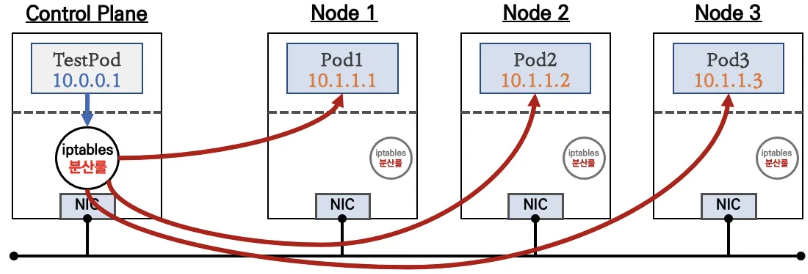 Control Plane
Node 1
Node 2
Node 3
TestPod
10.0.0.1
Pod1
10.1.1.1
Pod2
10.1.1.2
Pod3
10.1.1.3
iptables
분산룰
iptables
분산룰
iptables
분산룰
iptables
분산룰
NIC
NIC
NIC
NIC